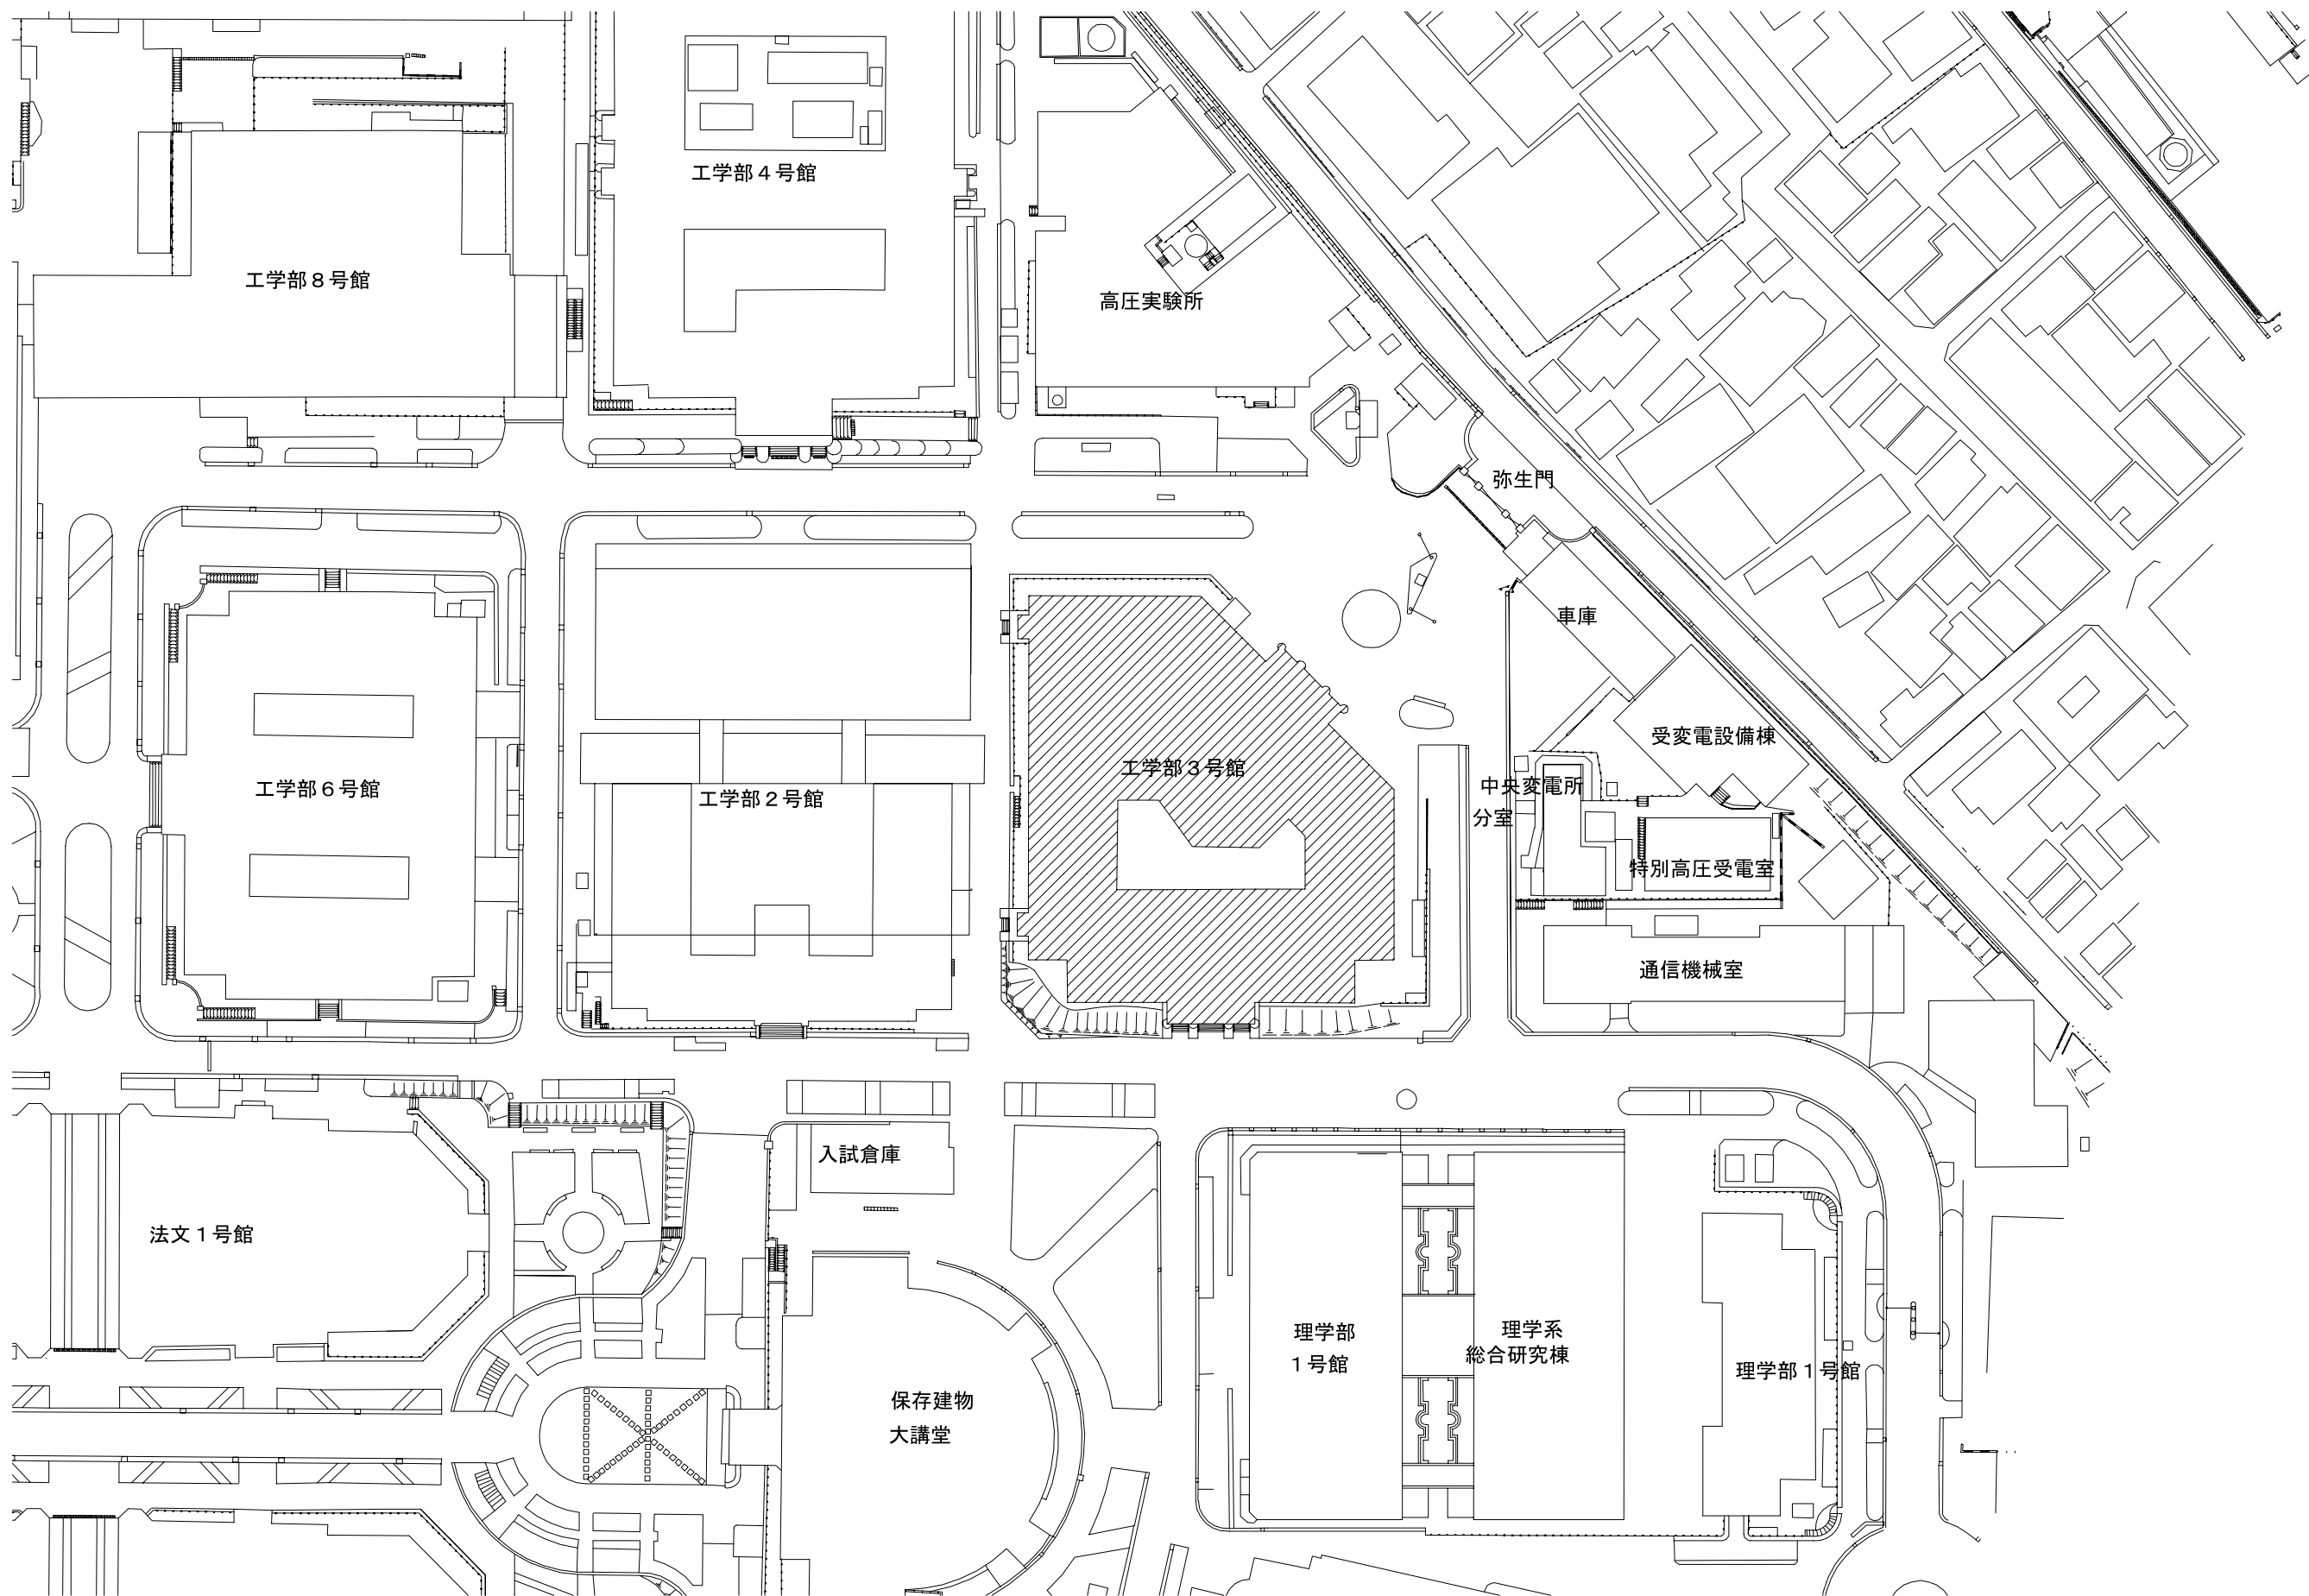 工学部４号館
工学部８号館
高圧実験所
弥生門
車庫
受変電設備棟
工学部３号館
中央変電所
分室
工学部６号館
工学部２号館
特別高圧受電室
通信機械室
入試倉庫
法文１号館
理学部
１号館
理学系
総合研究棟
理学部１号館
保存建物
大講堂